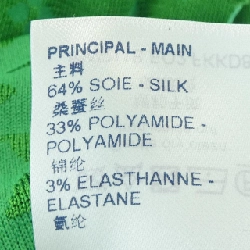 PRINCIPAL - MAIN
主料
64% SOIE - SILK
桑蚕丝
33% POLYAMIDE -
POLYAMIDE
锦纶
3% ELASTHANNE -
ELASTANE
氨纶